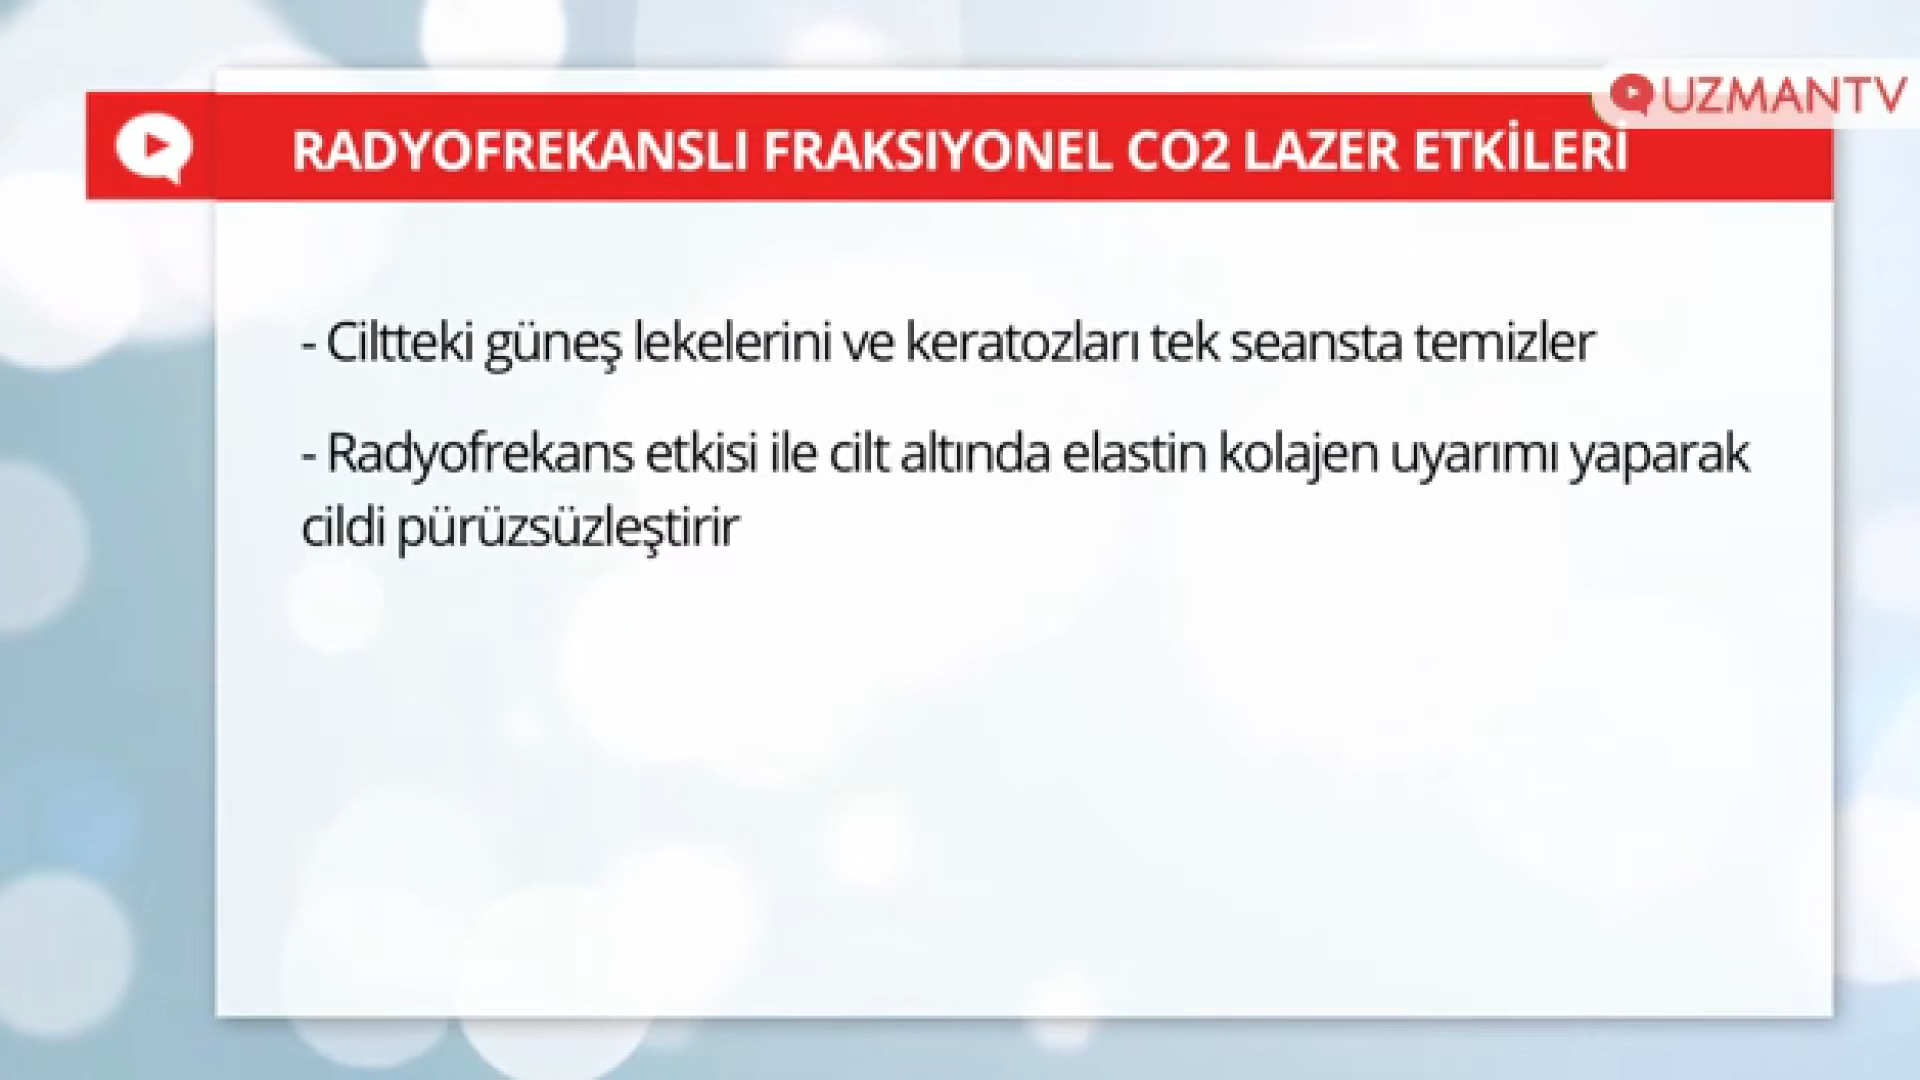 UZMANTV
RADYOFREKANSLI FRAKSIYONEL CO2 LAZER ETKİLERİ
- Ciltteki güneş lekelerini ve keratozları tek seansta temizler
- Radyofrekans etkisi ile cilt altında elastin kolajen uyarımı yaparak
cildi pürüzsüzleştirir